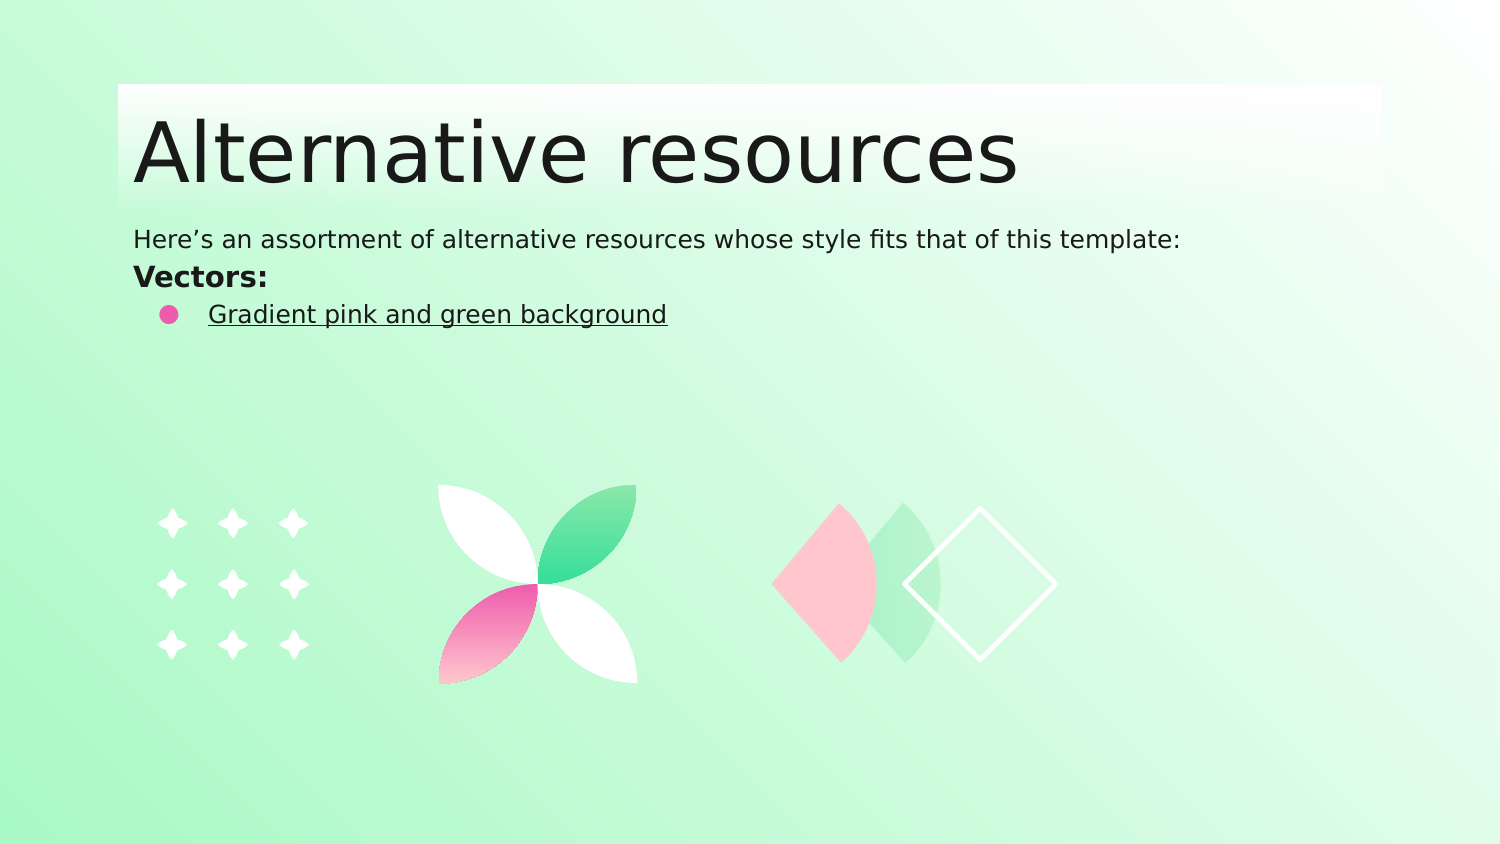 Alternative resources
Here’s an assortment of alternative resources whose style fits that of this template:
Vectors:
● Gradient pink and green background